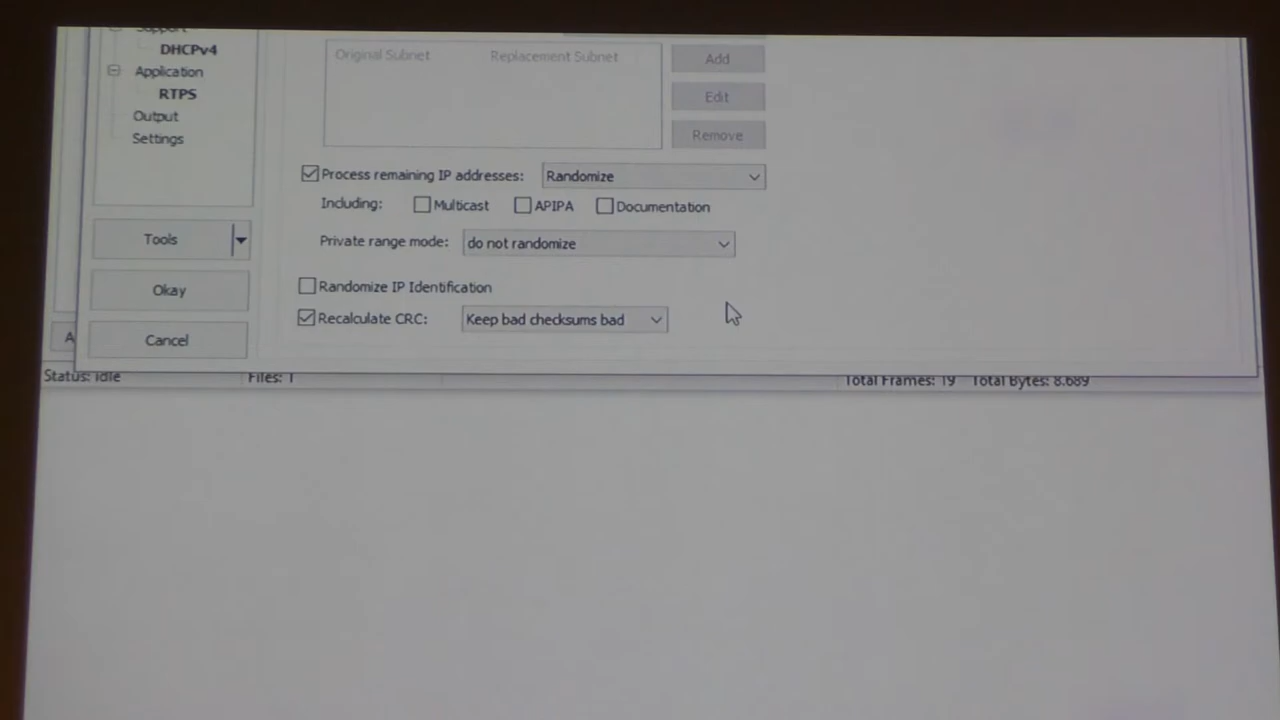 Support
DHCPv4
Application
RTPS
Output
Settings
Tools
Okay
Cancel
Original Subnet Replacement Subnet
Add
Edit
Remove
Process remaining IP addresses: Randomize
Including: Multicast APIPA Documentation
Private range mode: do not randomize
Randomize IP Identification
Recalculate CRC: Keep bad checksums bad
A
Status: Idle Files: 1 Total Frames: 19 Total Bytes: 8.689